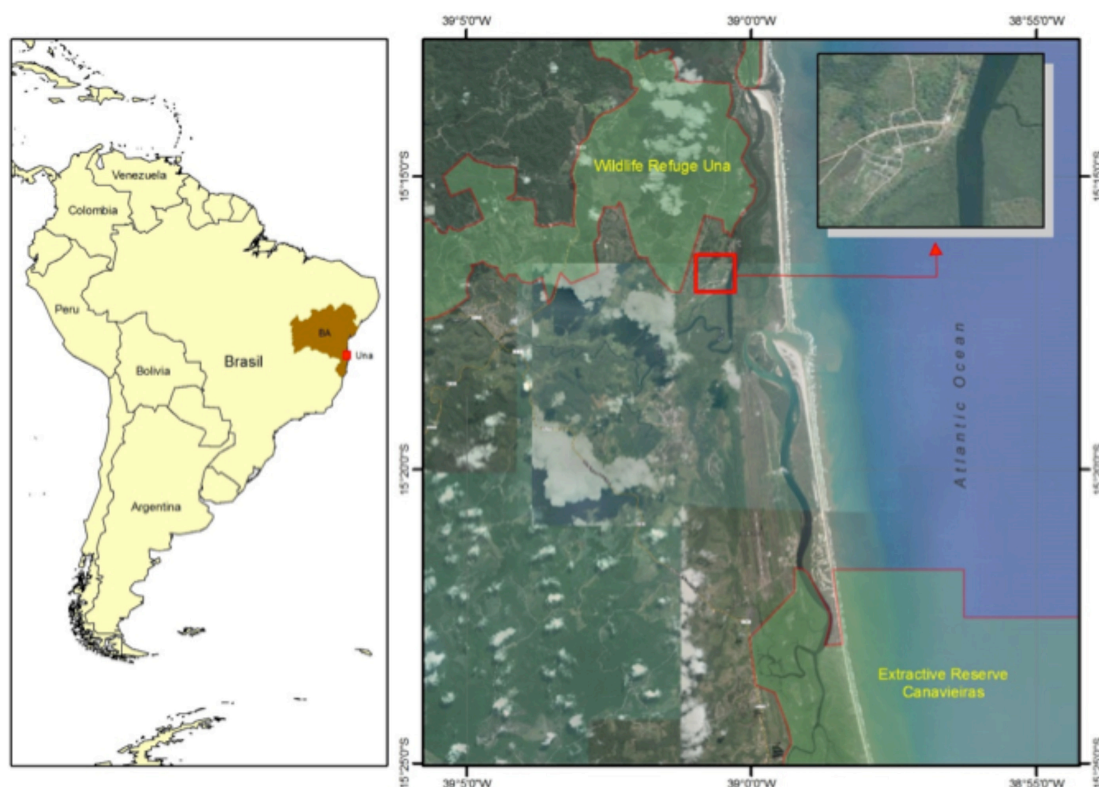 Venezuela
Colombia
Peru
Brasil
BA
Una
Bolivia
Argentina
39°5'0"W
39°0'0"W
38°55'0"W
15°15'0"S
Wildlife Refuge Una
15°20'0"S
Atlantic Ocean
Extractive Reserve
Canavieiras
15°25'0"S
39°5'0"W
39°0'0"W
38°55'0"W